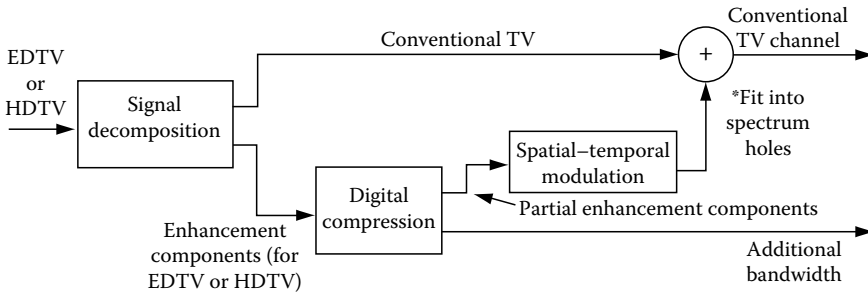 EDTV
or
HDTV
Signal
decomposition
Conventional TV
+
Conventional
TV channel
*Fit into
spectrum
holes
Spatial–temporal
modulation
Digital
compression
Partial enhancement components
Enhancement
components (for
EDTV or HDTV)
Additional
bandwidth